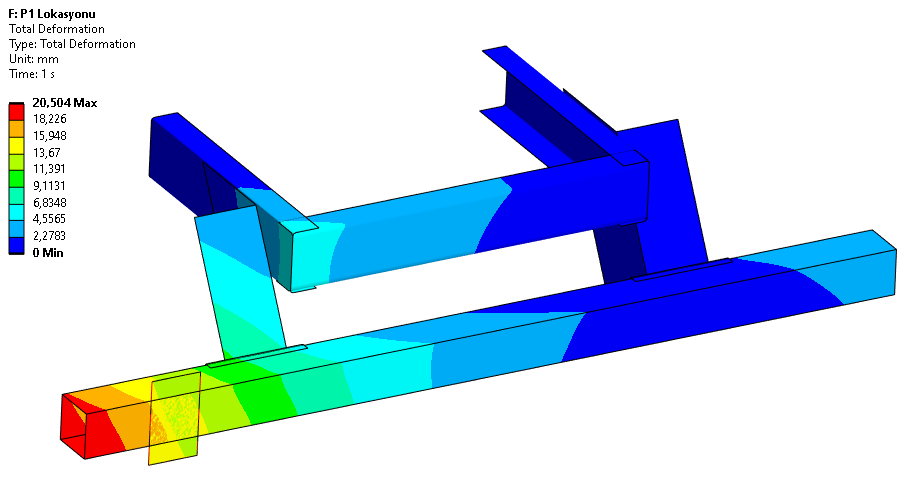 F: P1 Lokasyonu
Total Deformation
Type: Total Deformation
Unit: mm
Time: 1 s
20,504 Max
18,226
15,948
13,67
11,391
9,1131
6,8348
4,5565
2,2783
0 Min